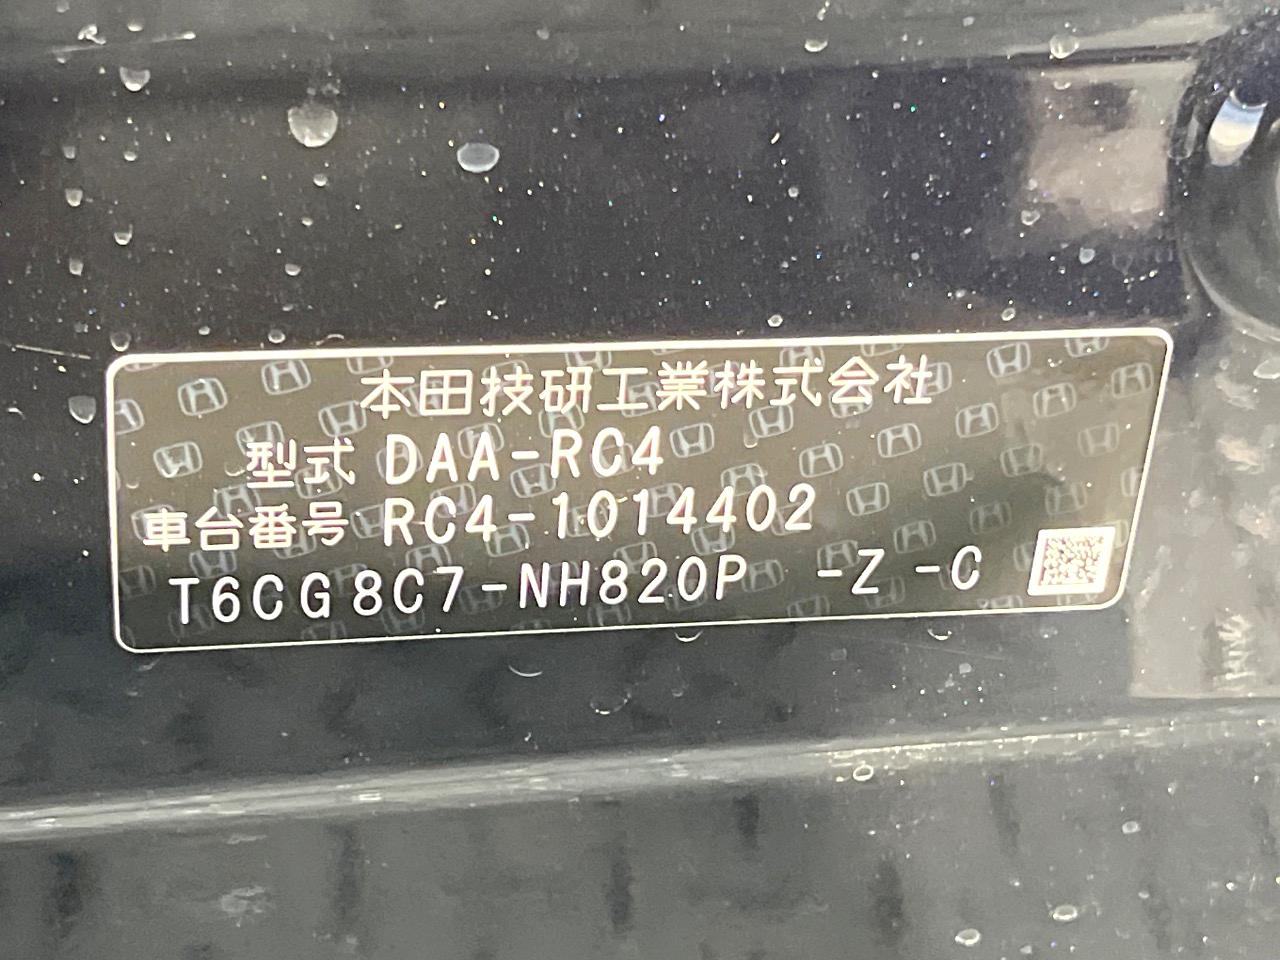 本田技研工業株式会社
型式 DAA-RC4
車台番号 RC4-1014402
T6CG8C7-NH820P -Z -C